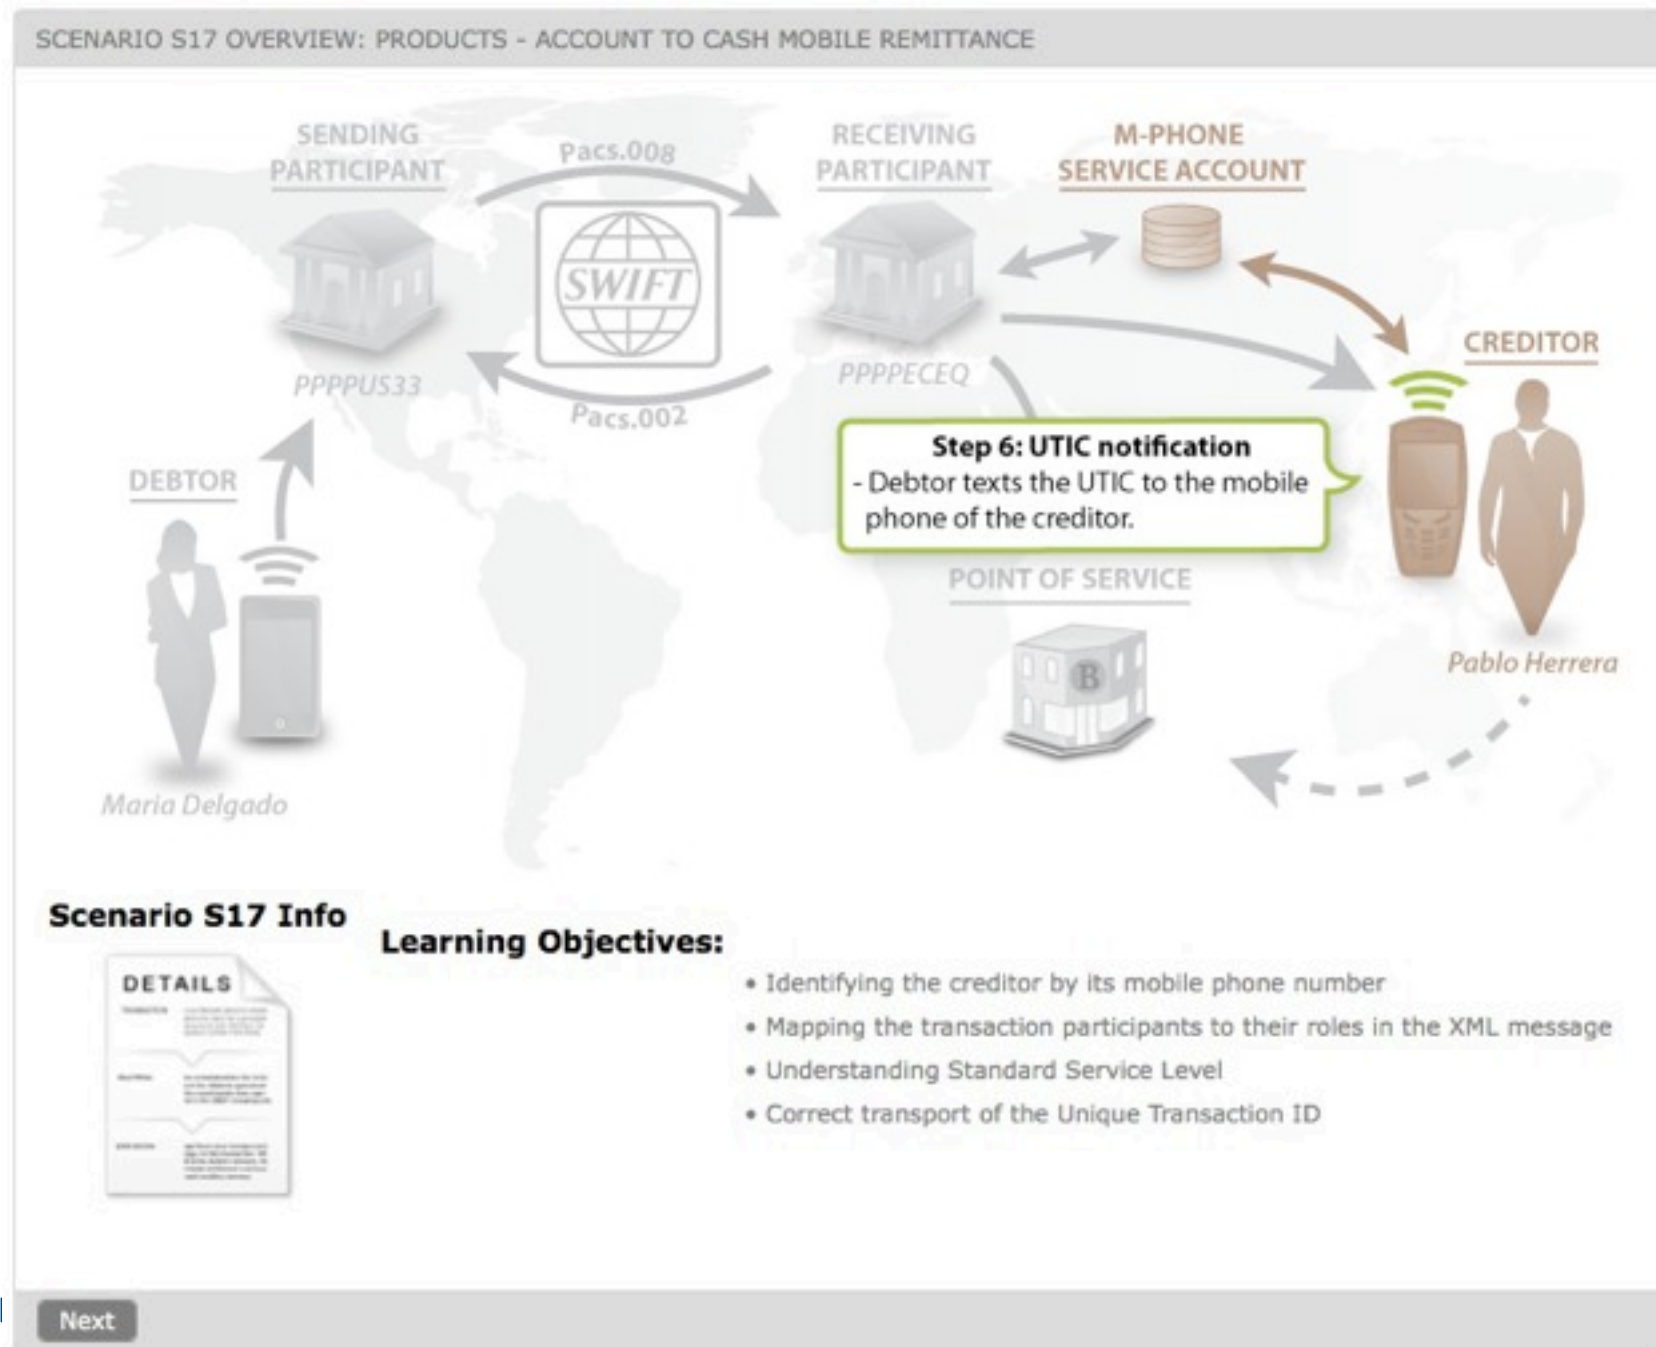 SCENARIO S17 OVERVIEW: PRODUCTS - ACCOUNT TO CASH MOBILE REMITTANCE
SENDING
PARTICIPANT
Pacs.008
RECEIVING
PARTICIPANT
M-PHONE
SERVICE ACCOUNT
SWIFT
PPPPUS33
PPPPECEQ
Pacs.002
CREDITOR
DEBTOR
Step 6: UTIC notification
- Debtor texts the UTIC to the mobile
phone of the creditor.
POINT OF SERVICE
B
Pablo Herrera
Maria Delgado
Scenario S17 Info
Learning Objectives:
DETAILS
• Identifying the creditor by its mobile phone number
• Mapping the transaction participants to their roles in the XML message
• Understanding Standard Service Level
• Correct transport of the Unique Transaction ID
Next